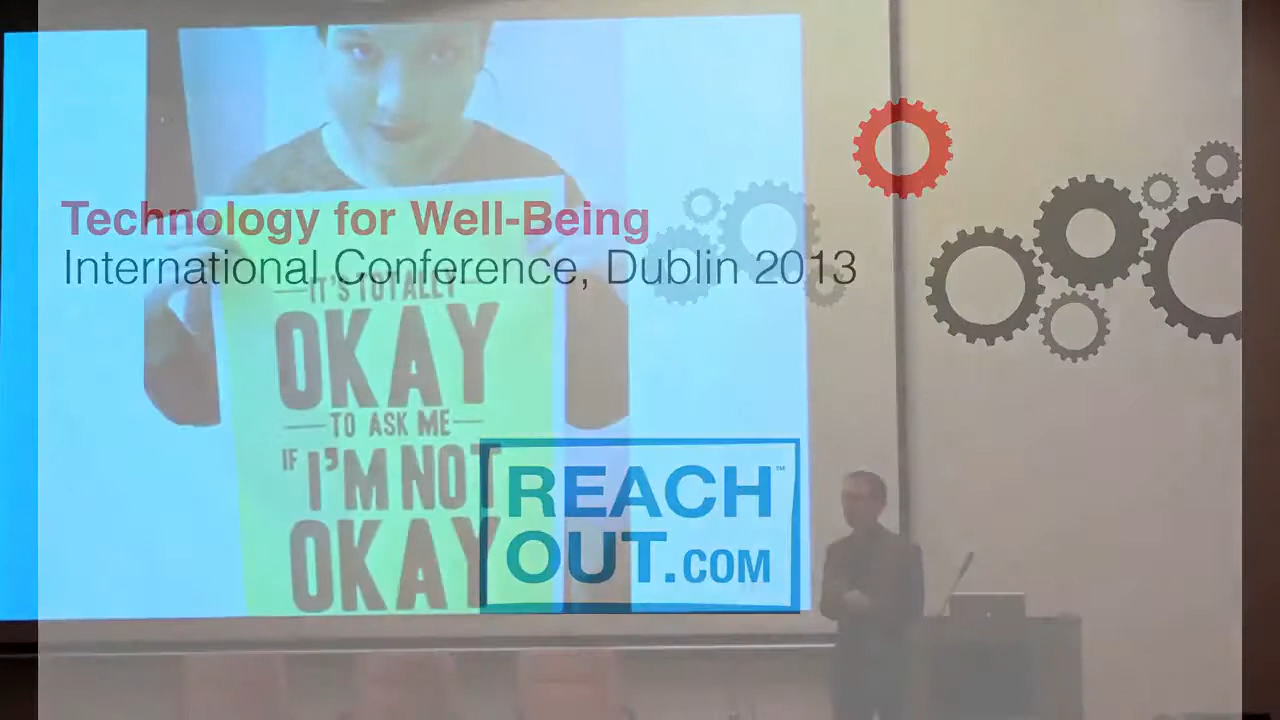 Technology for Well-Being
International Conference, Dublin 2013
IT'S TOTALLY
OKAY
TO ASK ME
IF I'M NOT
OKAY
REACH™
OUT.COM